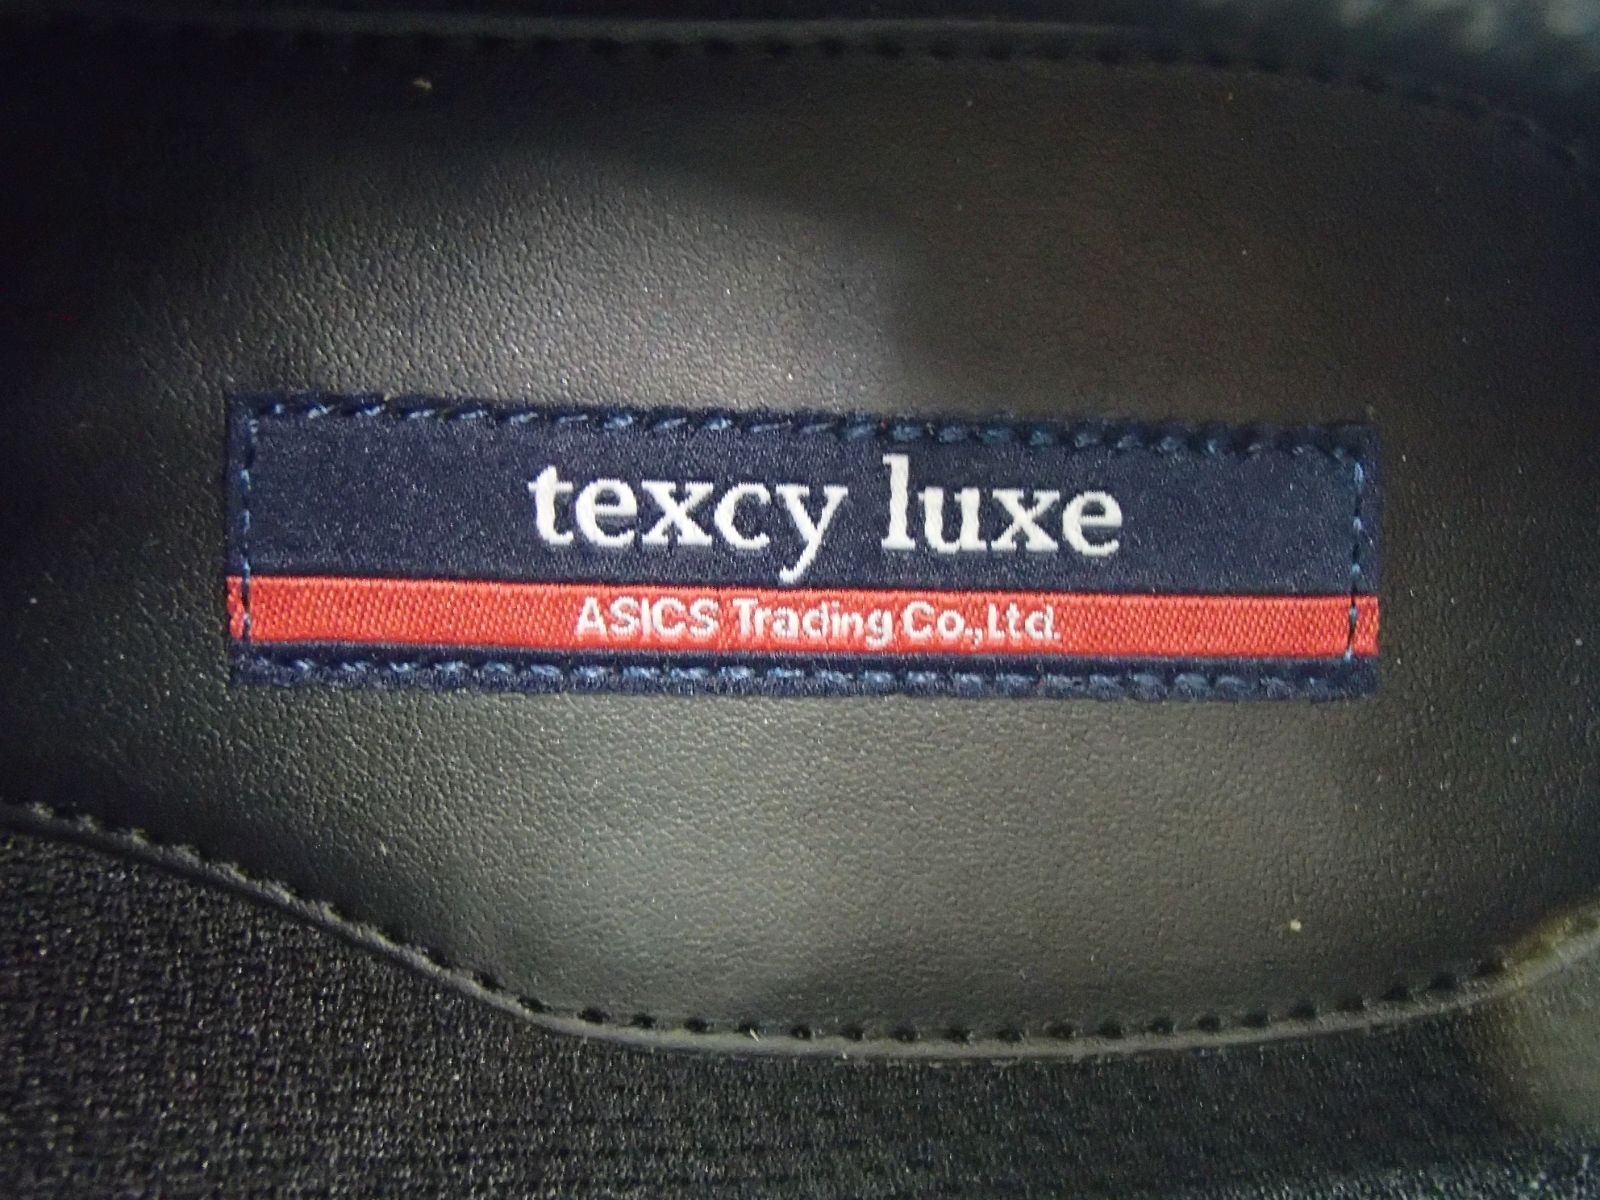 texcy luxe
ASICS Trading Co.,Ltd.